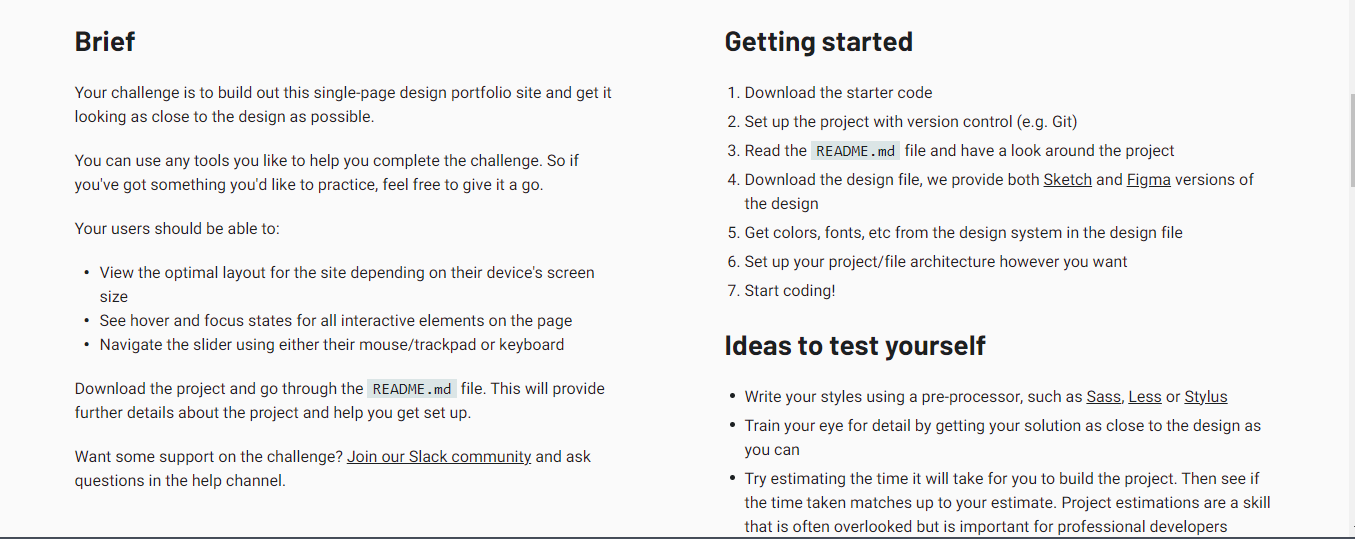 Brief
Your challenge is to build out this single-page design portfolio site and get it
looking as close to the design as possible.
You can use any tools you like to help you complete the challenge. So if
you've got something you'd like to practice, feel free to give it a go.
Your users should be able to:
• View the optimal layout for the site depending on their device's screen
size
• See hover and focus states for all interactive elements on the page
• Navigate the slider using either their mouse/trackpad or keyboard
Download the project and go through the README.md file. This will provide
further details about the project and help you get set up.
Want some support on the challenge? Join our Slack community and ask
questions in the help channel.
Getting started
1. Download the starter code
2. Set up the project with version control (e.g. Git)
3. Read the README.md file and have a look around the project
4. Download the design file, we provide both Sketch and Figma versions of
the design
5. Get colors, fonts, etc from the design system in the design file
6. Set up your project/file architecture however you want
7. Start coding!
Ideas to test yourself
• Write your styles using a pre-processor, such as Sass, Less or Stylus
• Train your eye for detail by getting your solution as close to the design as
you can
• Try estimating the time it will take for you to build the project. Then see if
the time taken matches up to your estimate. Project estimations are a skill
that is often overlooked but is important for professional developers